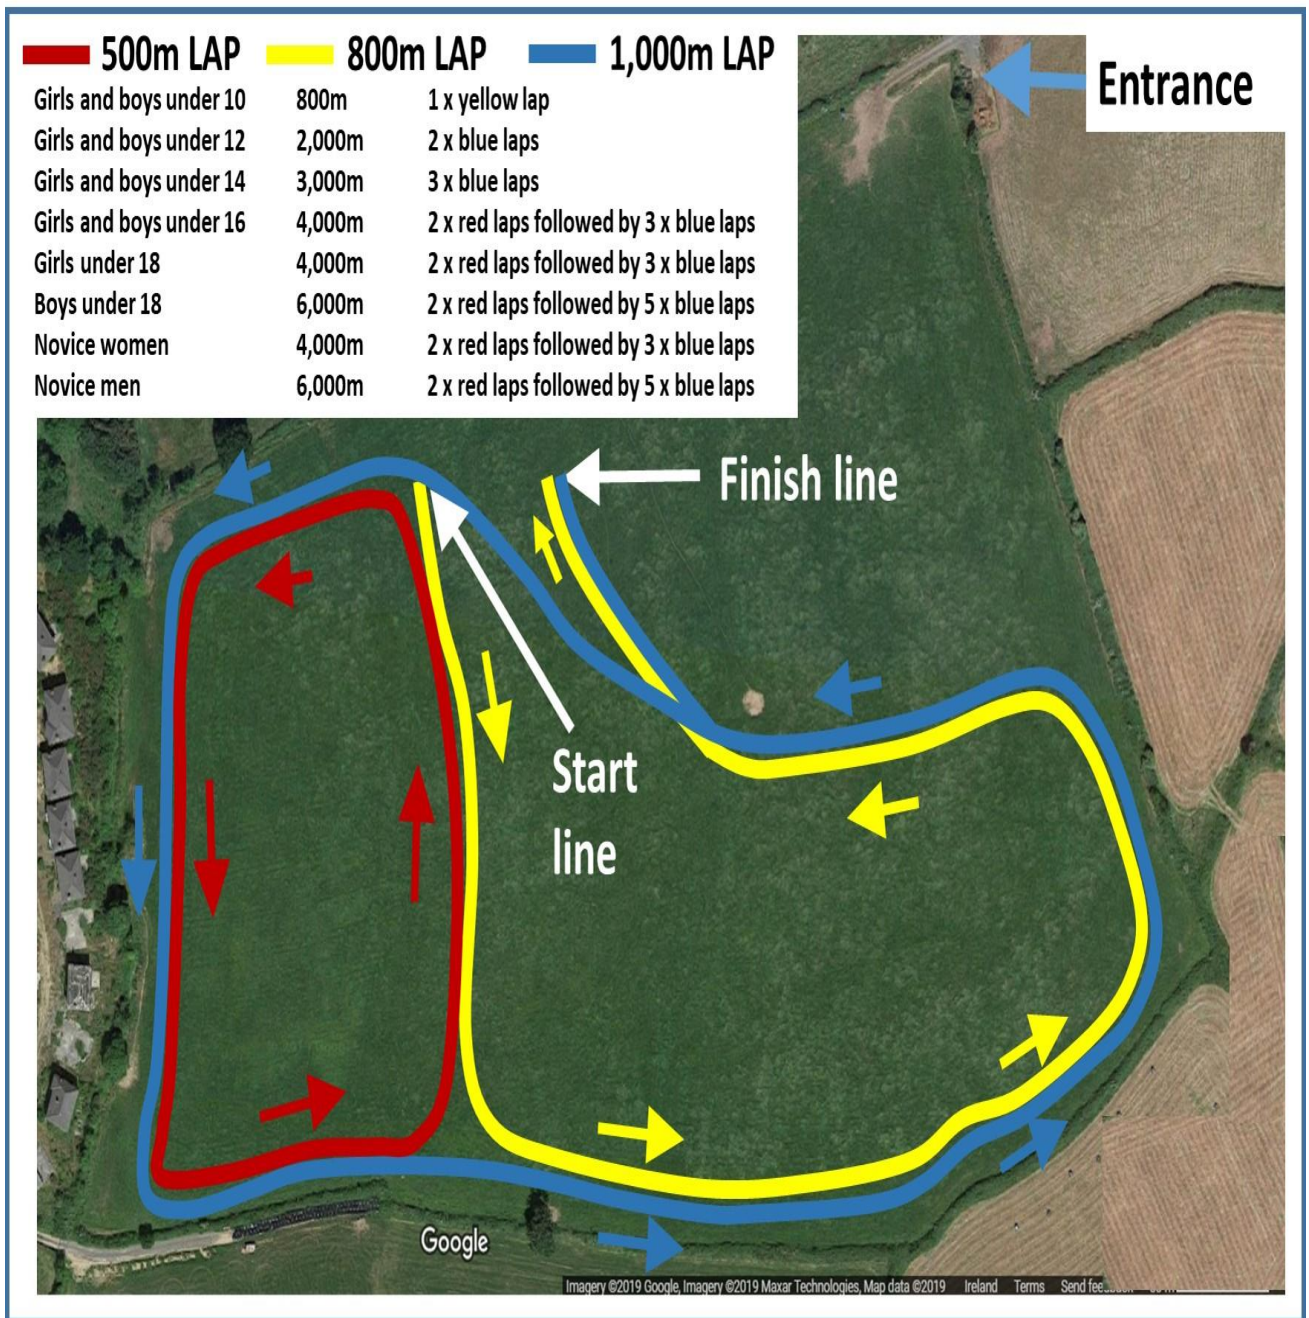 500m LAP 800m LAP 1,000m LAP
Girls and boys under 10 800m 1 x yellow lap
Girls and boys under 12 2,000m 2 x blue laps
Girls and boys under 14 3,000m 3 x blue laps
Girls and boys under 16 4,000m 2 x red laps followed by 3 x blue laps
Girls under 18 4,000m 2 x red laps followed by 3 x blue laps
Boys under 18 6,000m 2 x red laps followed by 5 x blue laps
Novice women 4,000m 2 x red laps followed by 3 x blue laps
Novice men 6,000m 2 x red laps followed by 5 x blue laps
Entrance
Finish line
Start
line
Google
Imagery ©2019 Google, Imagery ©2019 Maxar Technologies, Map data ©2019 Ireland Terms Send